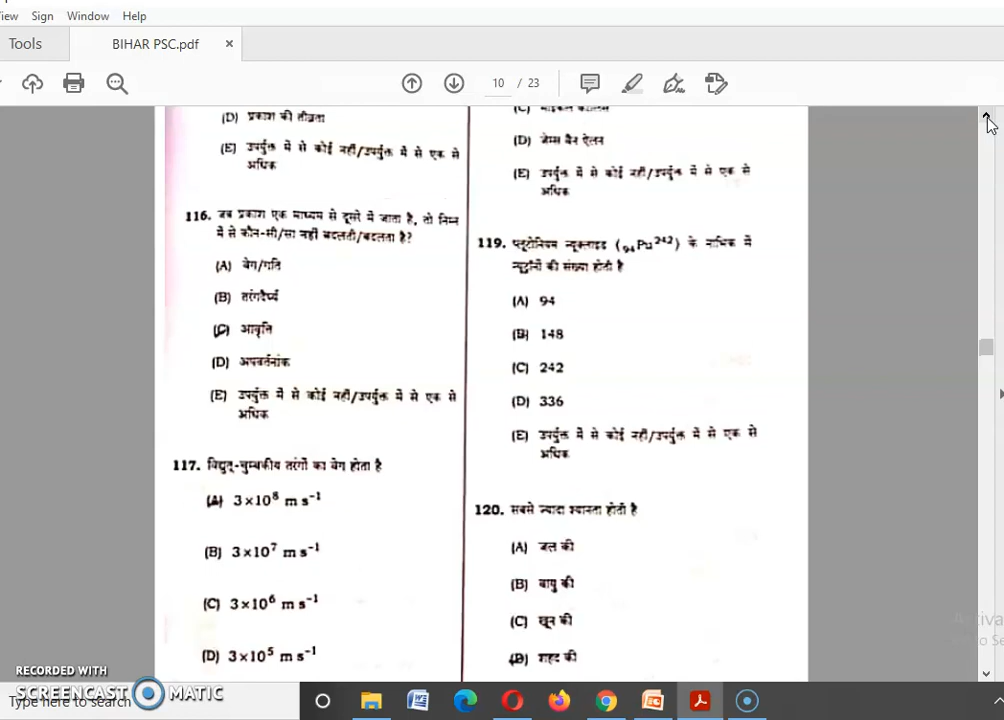 View Sign Window Help
Tools BIHAR PSC.pdf ×
10 / 23
(D) प्रकाश की तीव्रता
(E) उपर्युक्त में से कोई नहीं/उपर्युक्त में से एक से
अधिक
116. जब प्रकाश एक माध्यम से दूसरे में जाता है, तो निम्न
में से कौन-सी/सा नहीं बदलती/बदलता है?
(A) वेग/गति
(B) तरंगदैर्घ्य
(C) आवृत्ति
(D) अपवर्तनांक
(E) उपर्युक्त में से कोई नहीं/उपर्युक्त में से एक से
अधिक
117. विद्युत्-चुम्बकीय तरंगों का वेग होता है
(A) 3×10⁸ m s⁻¹
(B) 3×10⁷ m s⁻¹
(C) 3×10⁶ m s⁻¹
(D) 3×10⁵ m s⁻¹
(C)
(D) जेम्स वैन ऐलन
(E) उपर्युक्त में से कोई नहीं/उपर्युक्त में से एक से
अधिक
119. प्लूटोनियम न्यूक्लाइड (₉₄Pu²⁴²) के नाभिक में
न्यूट्रॉनों की संख्या होती है
(A) 94
(B) 148
(C) 242
(D) 336
(E) उपर्युक्त में से कोई नहीं/उपर्युक्त में से एक से
अधिक
120. सबसे ज्यादा श्यानता होती है
(A) जल की
(B) वायु की
(C) खून की
(D) शहद की
RECORDED WITH
SCREENCAST MATIC
Type here to search